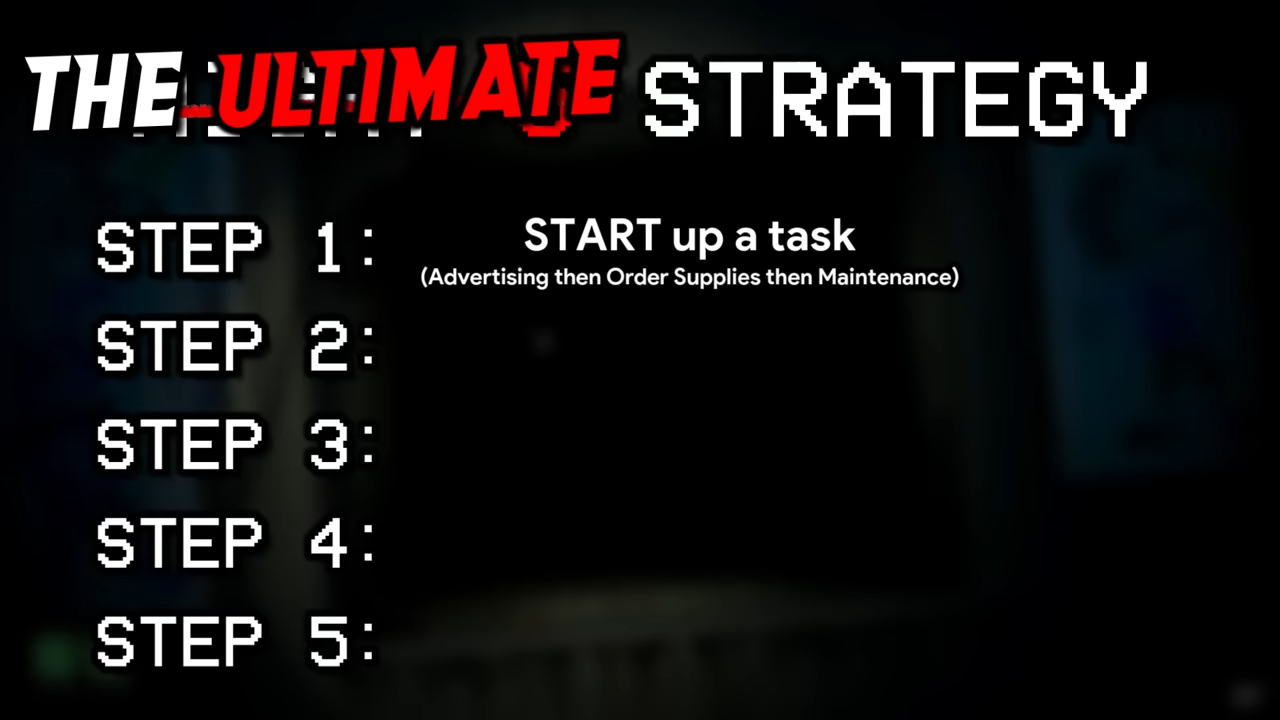 THE ULTIMATE STRATEGY
STEP 1: START up a task
(Advertising then Order Supplies then Maintenance)
STEP 2:
STEP 3:
STEP 4:
STEP 5: